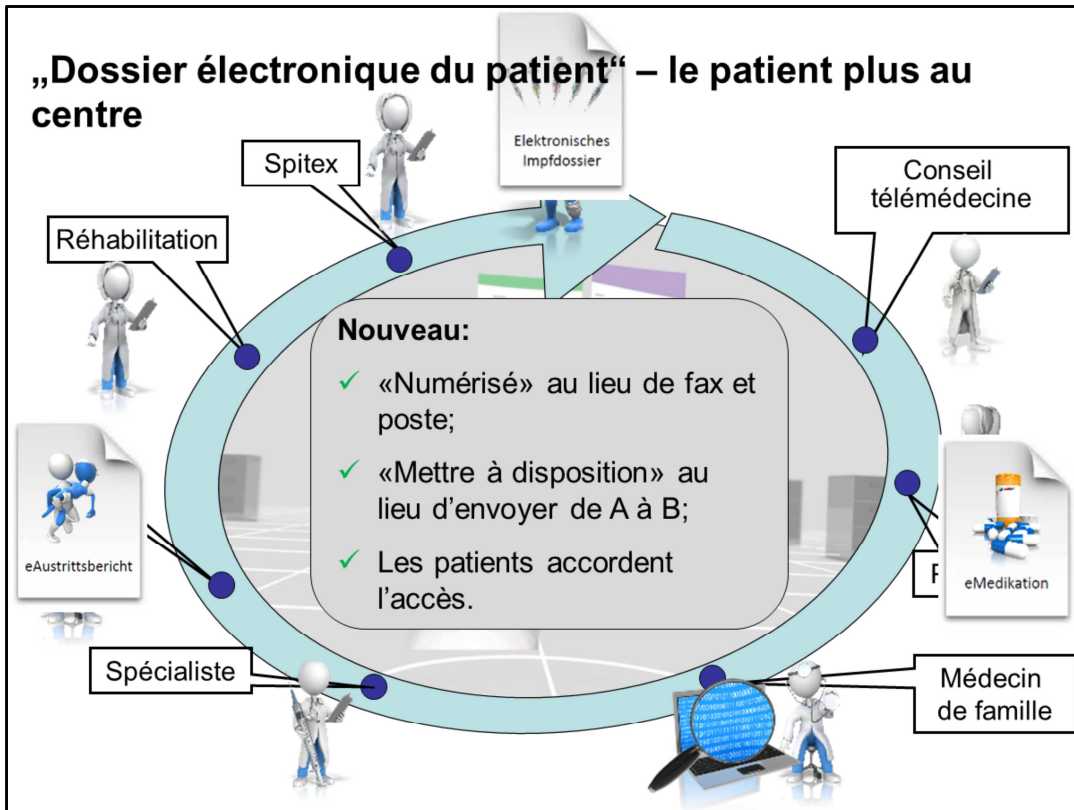 „Dossier électronique du patient“ – le patient plus au
centre
Elektronisches
Impfdossier
Spitex
Conseil
télémédecine
Réhabilitation
Nouveau:
✓ «Numérisé» au lieu de fax et
poste;
✓ «Mettre à disposition» au
lieu d’envoyer de A à B;
✓ Les patients accordent
l’accès.
eAustrittsbericht
eMedikation
Spécialiste
Médecin
de famille